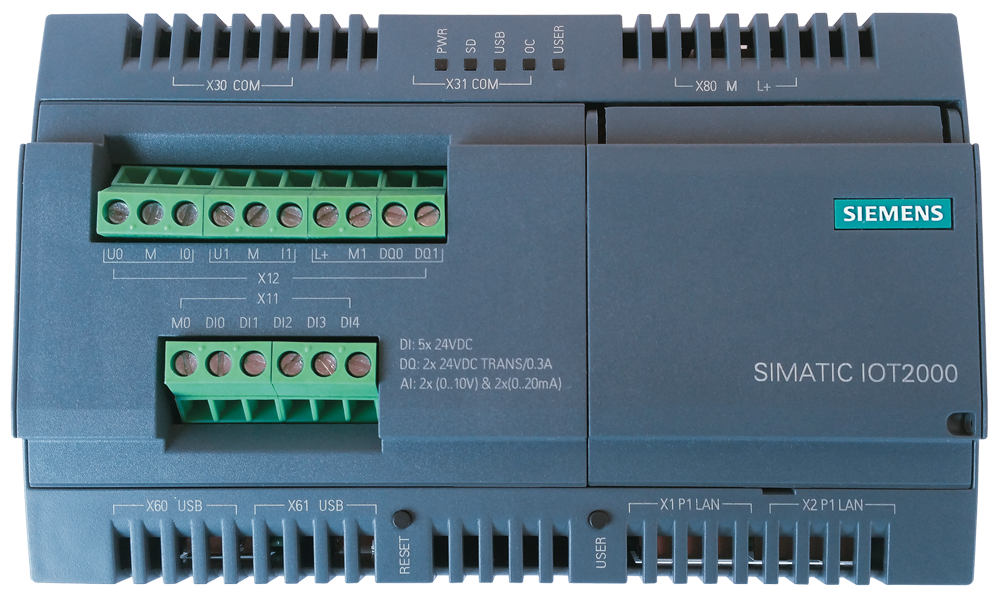 PWR SD USB OC USER
X30 COM X31 COM X80 M L+
SIEMENS
U0 M I0 U1 M I1 L+ M1 DQ0 DQ1
X12
X11
M0 DI0 DI1 DI2 DI3 DI4
DI: 5x 24VDC
DQ: 2x 24VDC TRANS/0.3A
AI: 2x (0..10V) & 2x(0..20mA)
SIMATIC IOT2000
X60 USB X61 USB X1 P1 LAN X2 P1 LAN
RESET USER